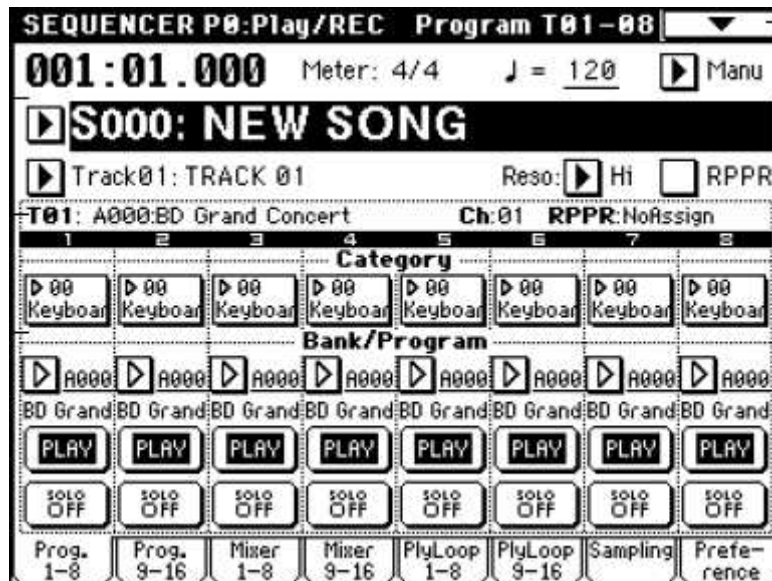 SEQUENCER P0:Play/REC Program T01-08
001:01.000 Meter: 4/4 ♩ = 120 Manu
S000: NEW SONG
Track01: TRACK 01 Reso: Hi RPPR
T01: A000:BD Grand Concert Ch:01 RPPR:NoAssign
1 2 3 4 5 6 7 8
Category
00 00 00 00 00 00 00 00
Keyboar Keyboar Keyboar Keyboar Keyboar Keyboar Keyboar Keyboar
Bank/Program
A000 A000 A000 A000 A000 A000 A000 A000
BD Grand BD Grand BD Grand BD Grand BD Grand BD Grand BD Grand BD Grand
PLAY PLAY PLAY PLAY PLAY PLAY PLAY PLAY
SOLO SOLO SOLO SOLO SOLO SOLO SOLO SOLO
OFF OFF OFF OFF OFF OFF OFF OFF
Prog. Prog. Mixer Mixer PlyLoop PlyLoop Sampling Prefe-
1-8 9-16 1-8 9-16 1-8 9-16 rence